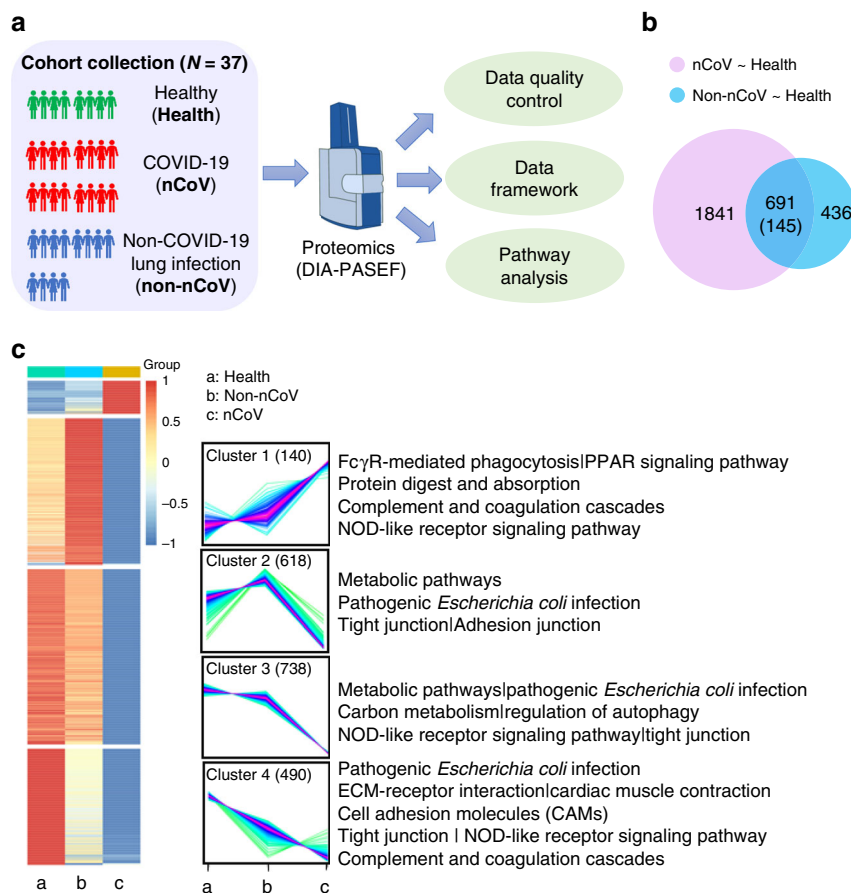 a
Cohort collection (N = 37)
Healthy
(Health)
COVID-19
(nCoV)
Non-COVID-19
lung infection
(non-nCoV)
Proteomics
(DIA-PASEF)
Data quality
control
Data
framework
Pathway
analysis
b
nCoV ~ Health
Non-nCoV ~ Health
1841
691
(145)
436
c
Group
1
0.5
0
−0.5
−1
a: Health
b: Non-nCoV
c: nCoV
Cluster 1 (140)
FcγR-mediated phagocytosis|PPAR signaling pathway
Protein digest and absorption
Complement and coagulation cascades
NOD-like receptor signaling pathway
Cluster 2 (618)
Metabolic pathways
Pathogenic Escherichia coli infection
Tight junction|Adhesion junction
Cluster 3 (738)
Metabolic pathways|pathogenic Escherichia coli infection
Carbon metabolism|regulation of autophagy
NOD-like receptor signaling pathway|tight junction
Cluster 4 (490)
Pathogenic Escherichia coli infection
ECM-receptor interaction|cardiac muscle contraction
Cell adhesion molecules (CAMs)
Tight junction | NOD-like receptor signaling pathway
Complement and coagulation cascades
a b c
a b c